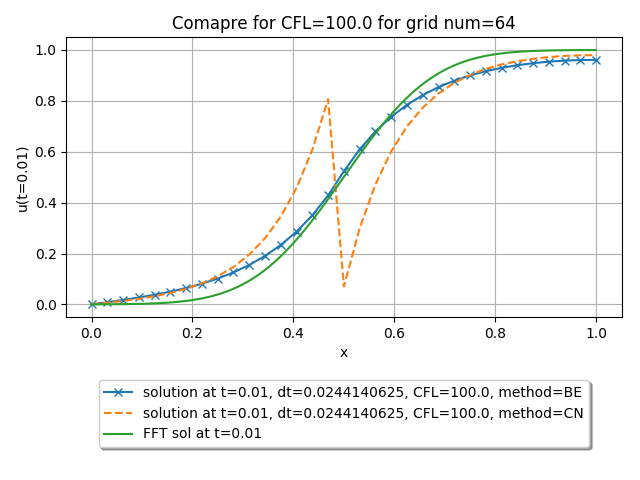 Comapre for CFL=100.0 for grid num=64
u(t=0.01)
1.0
0.8
0.6
0.4
0.2
0.0
0.0 0.2 0.4 0.6 0.8 1.0
x
solution at t=0.01, dt=0.0244140625, CFL=100.0, method=BE
solution at t=0.01, dt=0.0244140625, CFL=100.0, method=CN
FFT sol at t=0.01